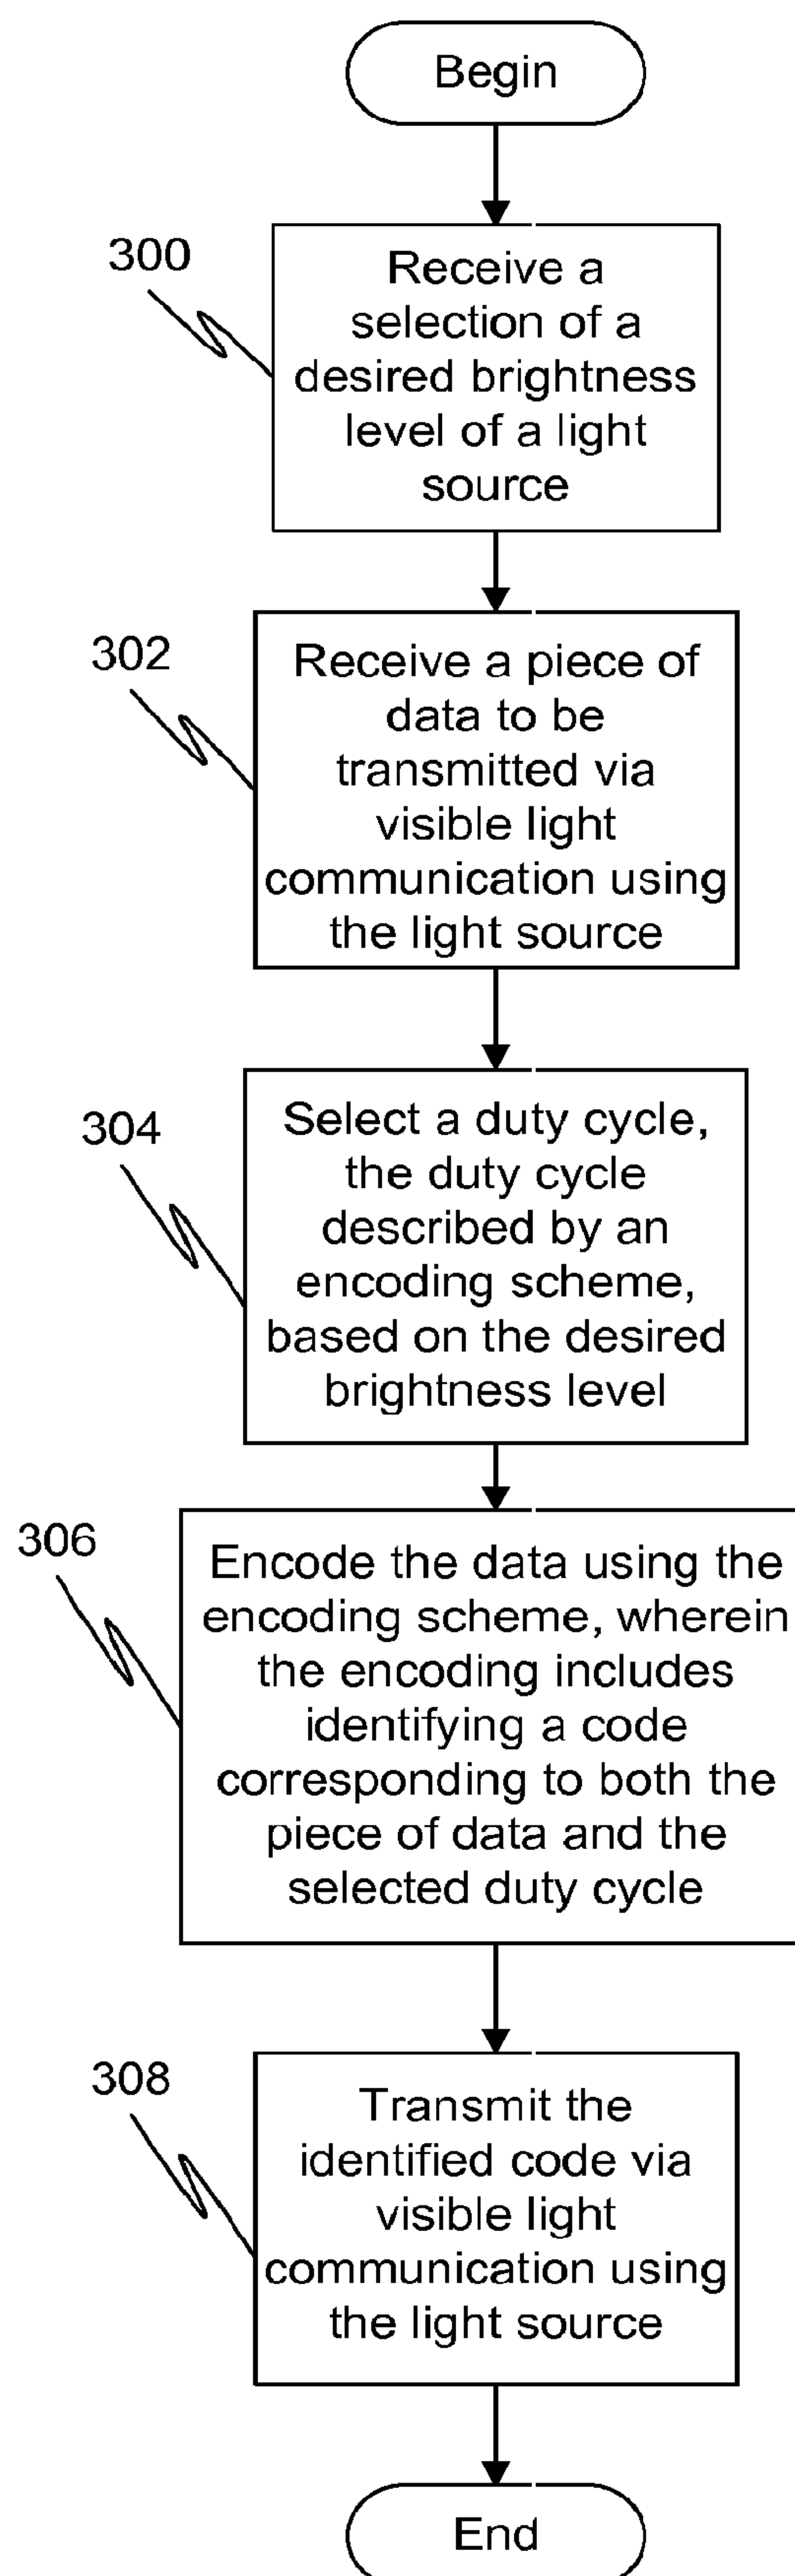 Begin
300
Receive a
selection of a
desired brightness
level of a light
source
302
Receive a piece of
data to be
transmitted via
visible light
communication using
the light source
304
Select a duty cycle,
the duty cycle
described by an
encoding scheme,
based on the desired
brightness level
306
Encode the data using the
encoding scheme, wherein
the encoding includes
identifying a code
corresponding to both the
piece of data and the
selected duty cycle
308
Transmit the
identified code via
visible light
communication using
the light source
End